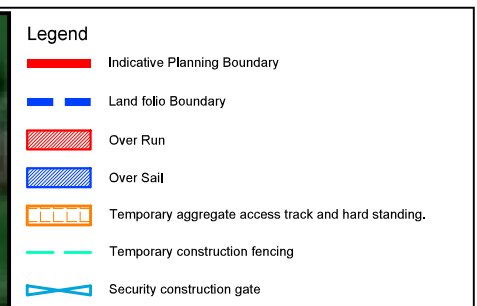 Legend
Indicative Planning Boundary
Land folio Boundary
Over Run
Over Sail
Temporary aggregate access track and hard standing.
Temporary construction fencing
Security construction gate